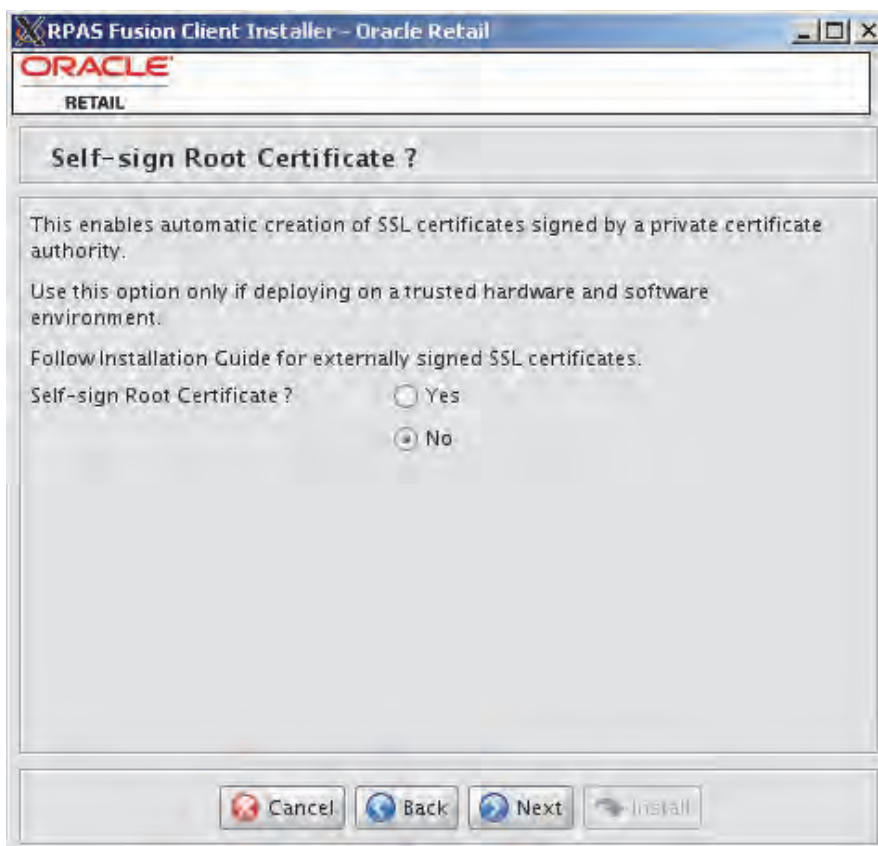 RPAS Fusion Client Installer - Oracle Retail
ORACLE
RETAIL
Self-sign Root Certificate ?
This enables automatic creation of SSL certificates signed by a private certificate
authority.
Use this option only if deploying on a trusted hardware and software
environment.
Follow Installation Guide for externally signed SSL certificates.
Self-sign Root Certificate ? Yes
No
Cancel Back Next Install